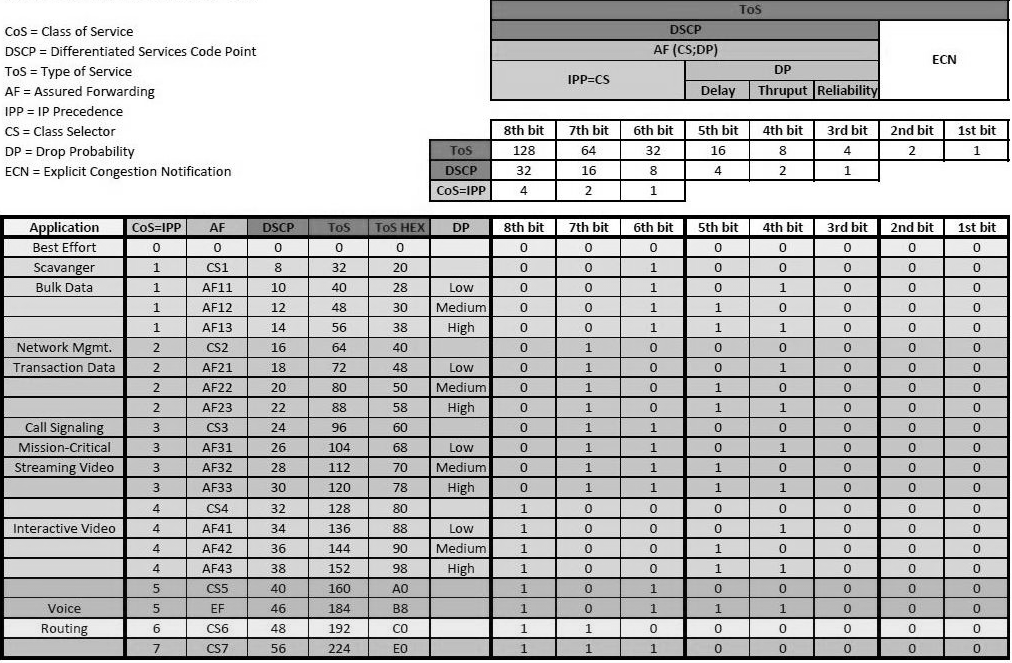 ToS
CoS = Class of Service
DSCP
DSCP = Differentiated Services Code Point
AF (CS;DP)
ECN
ToS = Type of Service
IPP=CS
DP
AF = Assured Forwarding
Delay Thruput Reliability
IPP = IP Precedence
CS = Class Selector
8th bit 7th bit 6th bit 5th bit 4th bit 3rd bit 2nd bit 1st bit
DP = Drop Probability
ToS 128 64 32 16 8 4 2 1
ECN = Explicit Congestion Notification
DSCP 32 16 8 4 2 1
CoS=IPP 4 2 1
Application CoS=IPP AF DSCP ToS ToS HEX DP 8th bit 7th bit 6th bit 5th bit 4th bit 3rd bit 2nd bit 1st bit
Best Effort 0 0 0 0 0 0 0 0 0 0 0 0 0
Scavanger 1 CS1 8 32 20 0 0 1 0 0 0 0 0
Bulk Data 1 AF11 10 40 28 Low 0 0 1 0 1 0 0 0
1 AF12 12 48 30 Medium 0 0 1 1 0 0 0 0
1 AF13 14 56 38 High 0 0 1 1 1 0 0 0
Network Mgmt. 2 CS2 16 64 40 0 1 0 0 0 0 0 0
Transaction Data 2 AF21 18 72 48 Low 0 1 0 0 1 0 0 0
2 AF22 20 80 50 Medium 0 1 0 1 0 0 0 0
2 AF23 22 88 58 High 0 1 0 1 1 0 0 0
Call Signaling 3 CS3 24 96 60 0 1 1 0 0 0 0 0
Mission-Critical 3 AF31 26 104 68 Low 0 1 1 0 1 0 0 0
Streaming Video 3 AF32 28 112 70 Medium 0 1 1 1 0 0 0 0
3 AF33 30 120 78 High 0 1 1 1 1 0 0 0
4 CS4 32 128 80 1 0 0 0 0 0 0 0
Interactive Video 4 AF41 34 136 88 Low 1 0 0 0 1 0 0 0
4 AF42 36 144 90 Medium 1 0 0 1 0 0 0 0
4 AF43 38 152 98 High 1 0 0 1 1 0 0 0
5 CS5 40 160 A0 1 0 1 0 0 0 0 0
Voice 5 EF 46 184 B8 1 0 1 1 1 0 0 0
Routing 6 CS6 48 192 C0 1 1 0 0 0 0 0 0
7 CS7 56 224 E0 1 1 1 0 0 0 0 0